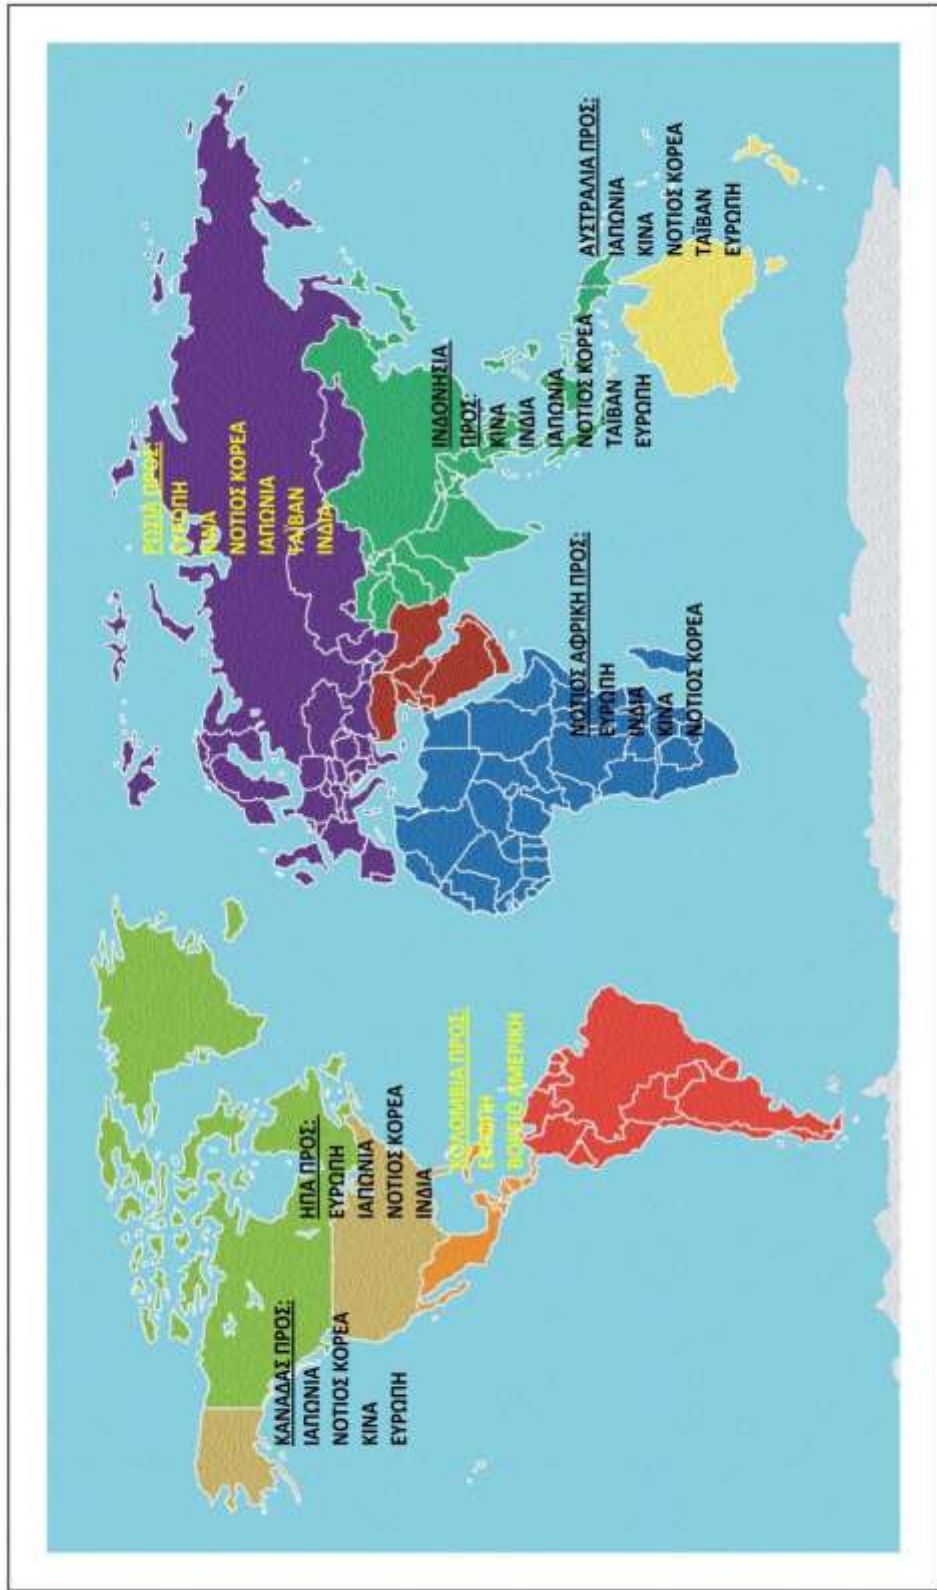 ΚΑΝΑΔΑΣ ΠΡΟΣ:
ΙΑΠΩΝΙΑ
ΝΟΤΙΟΣ ΚΟΡΕΑ
ΚΙΝΑ
ΕΥΡΩΠΗ
ΗΠΑ ΠΡΟΣ:
ΕΥΡΩΠΗ
ΙΑΠΩΝΙΑ
ΝΟΤΙΟΣ ΚΟΡΕΑ
ΙΝΔΙΑ
ΚΟΛΟΜΒΙΑ ΠΡΟΣ:
ΕΥΡΩΠΗ
ΒΟΡΕΙΟ ΑΜΕΡΙΚΗ
ΡΩΣΙΑ ΠΡΟΣ:
ΕΥΡΩΠΗ
ΚΙΝΑ
ΝΟΤΙΟΣ ΚΟΡΕΑ
ΙΑΠΩΝΙΑ
ΤΑΪΒΑΝ
ΙΝΔΙΑ
ΝΟΤΙΟΣ ΑΦΡΙΚΗ ΠΡΟΣ:
ΕΥΡΩΠΗ
ΙΝΔΙΑ
ΚΙΝΑ
ΝΟΤΙΟΣ ΚΟΡΕΑ
ΙΝΔΟΝΗΣΙΑ
ΠΡΟΣ:
ΚΙΝΑ
ΙΝΔΙΑ
ΙΑΠΩΝΙΑ
ΝΟΤΙΟΣ ΚΟΡΕΑ
ΤΑΪΒΑΝ
ΕΥΡΩΠΗ
ΑΥΣΤΡΑΛΙΑ ΠΡΟΣ:
ΙΑΠΩΝΙΑ
ΚΙΝΑ
ΝΟΤΙΟΣ ΚΟΡΕΑ
ΤΑΪΒΑΝ
ΕΥΡΩΠΗ